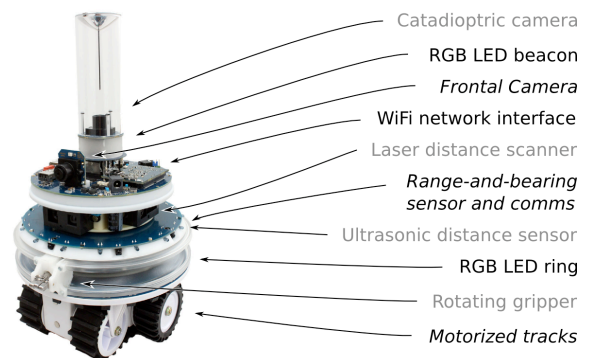 Catadioptric camera
RGB LED beacon
Frontal Camera
WiFi network interface
Laser distance scanner
Range-and-bearing
sensor and comms
Ultrasonic distance sensor
RGB LED ring
Rotating gripper
Motorized tracks